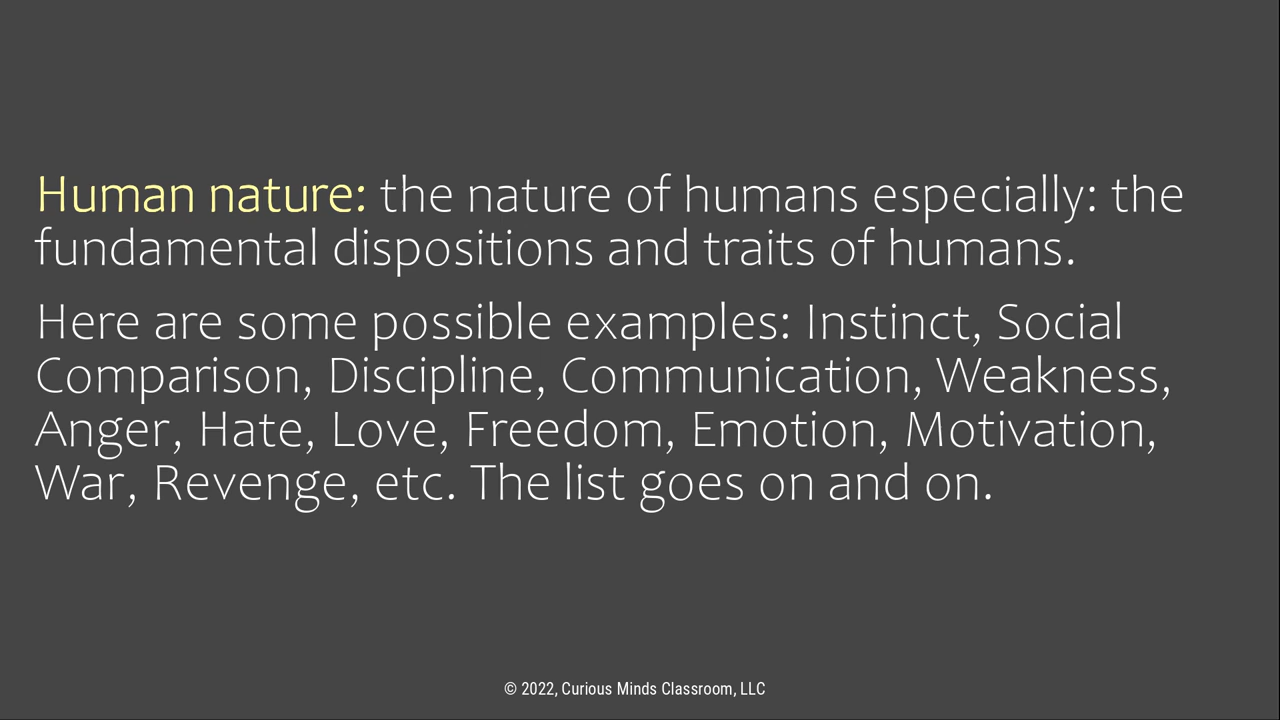 Human nature: the nature of humans especially: the
fundamental dispositions and traits of humans.
Here are some possible examples: Instinct, Social
Comparison, Discipline, Communication, Weakness,
Anger, Hate, Love, Freedom, Emotion, Motivation,
War, Revenge, etc. The list goes on and on.
© 2022, Curious Minds Classroom, LLC